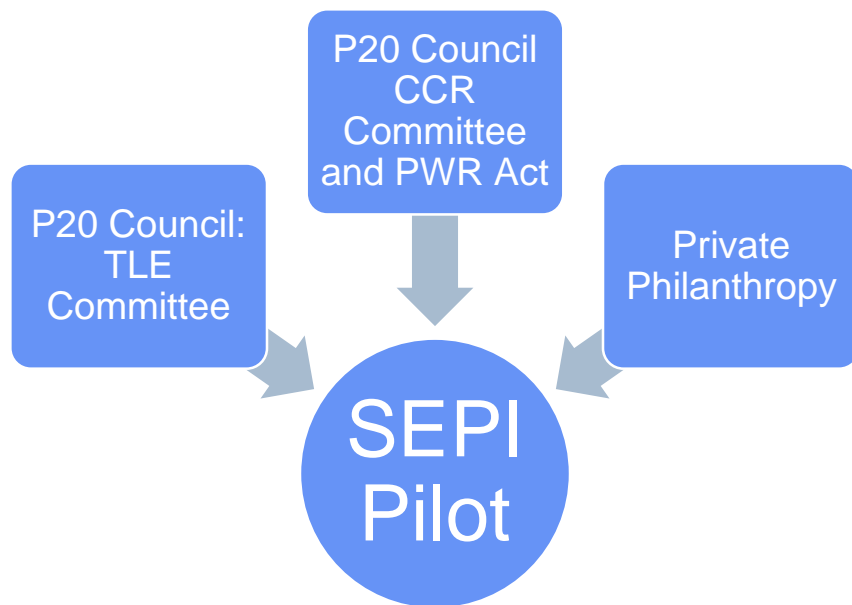 P20 Council
CCR
Committee
and PWR Act
P20 Council:
TLE
Committee
Private
Philanthropy
SEPI
Pilot